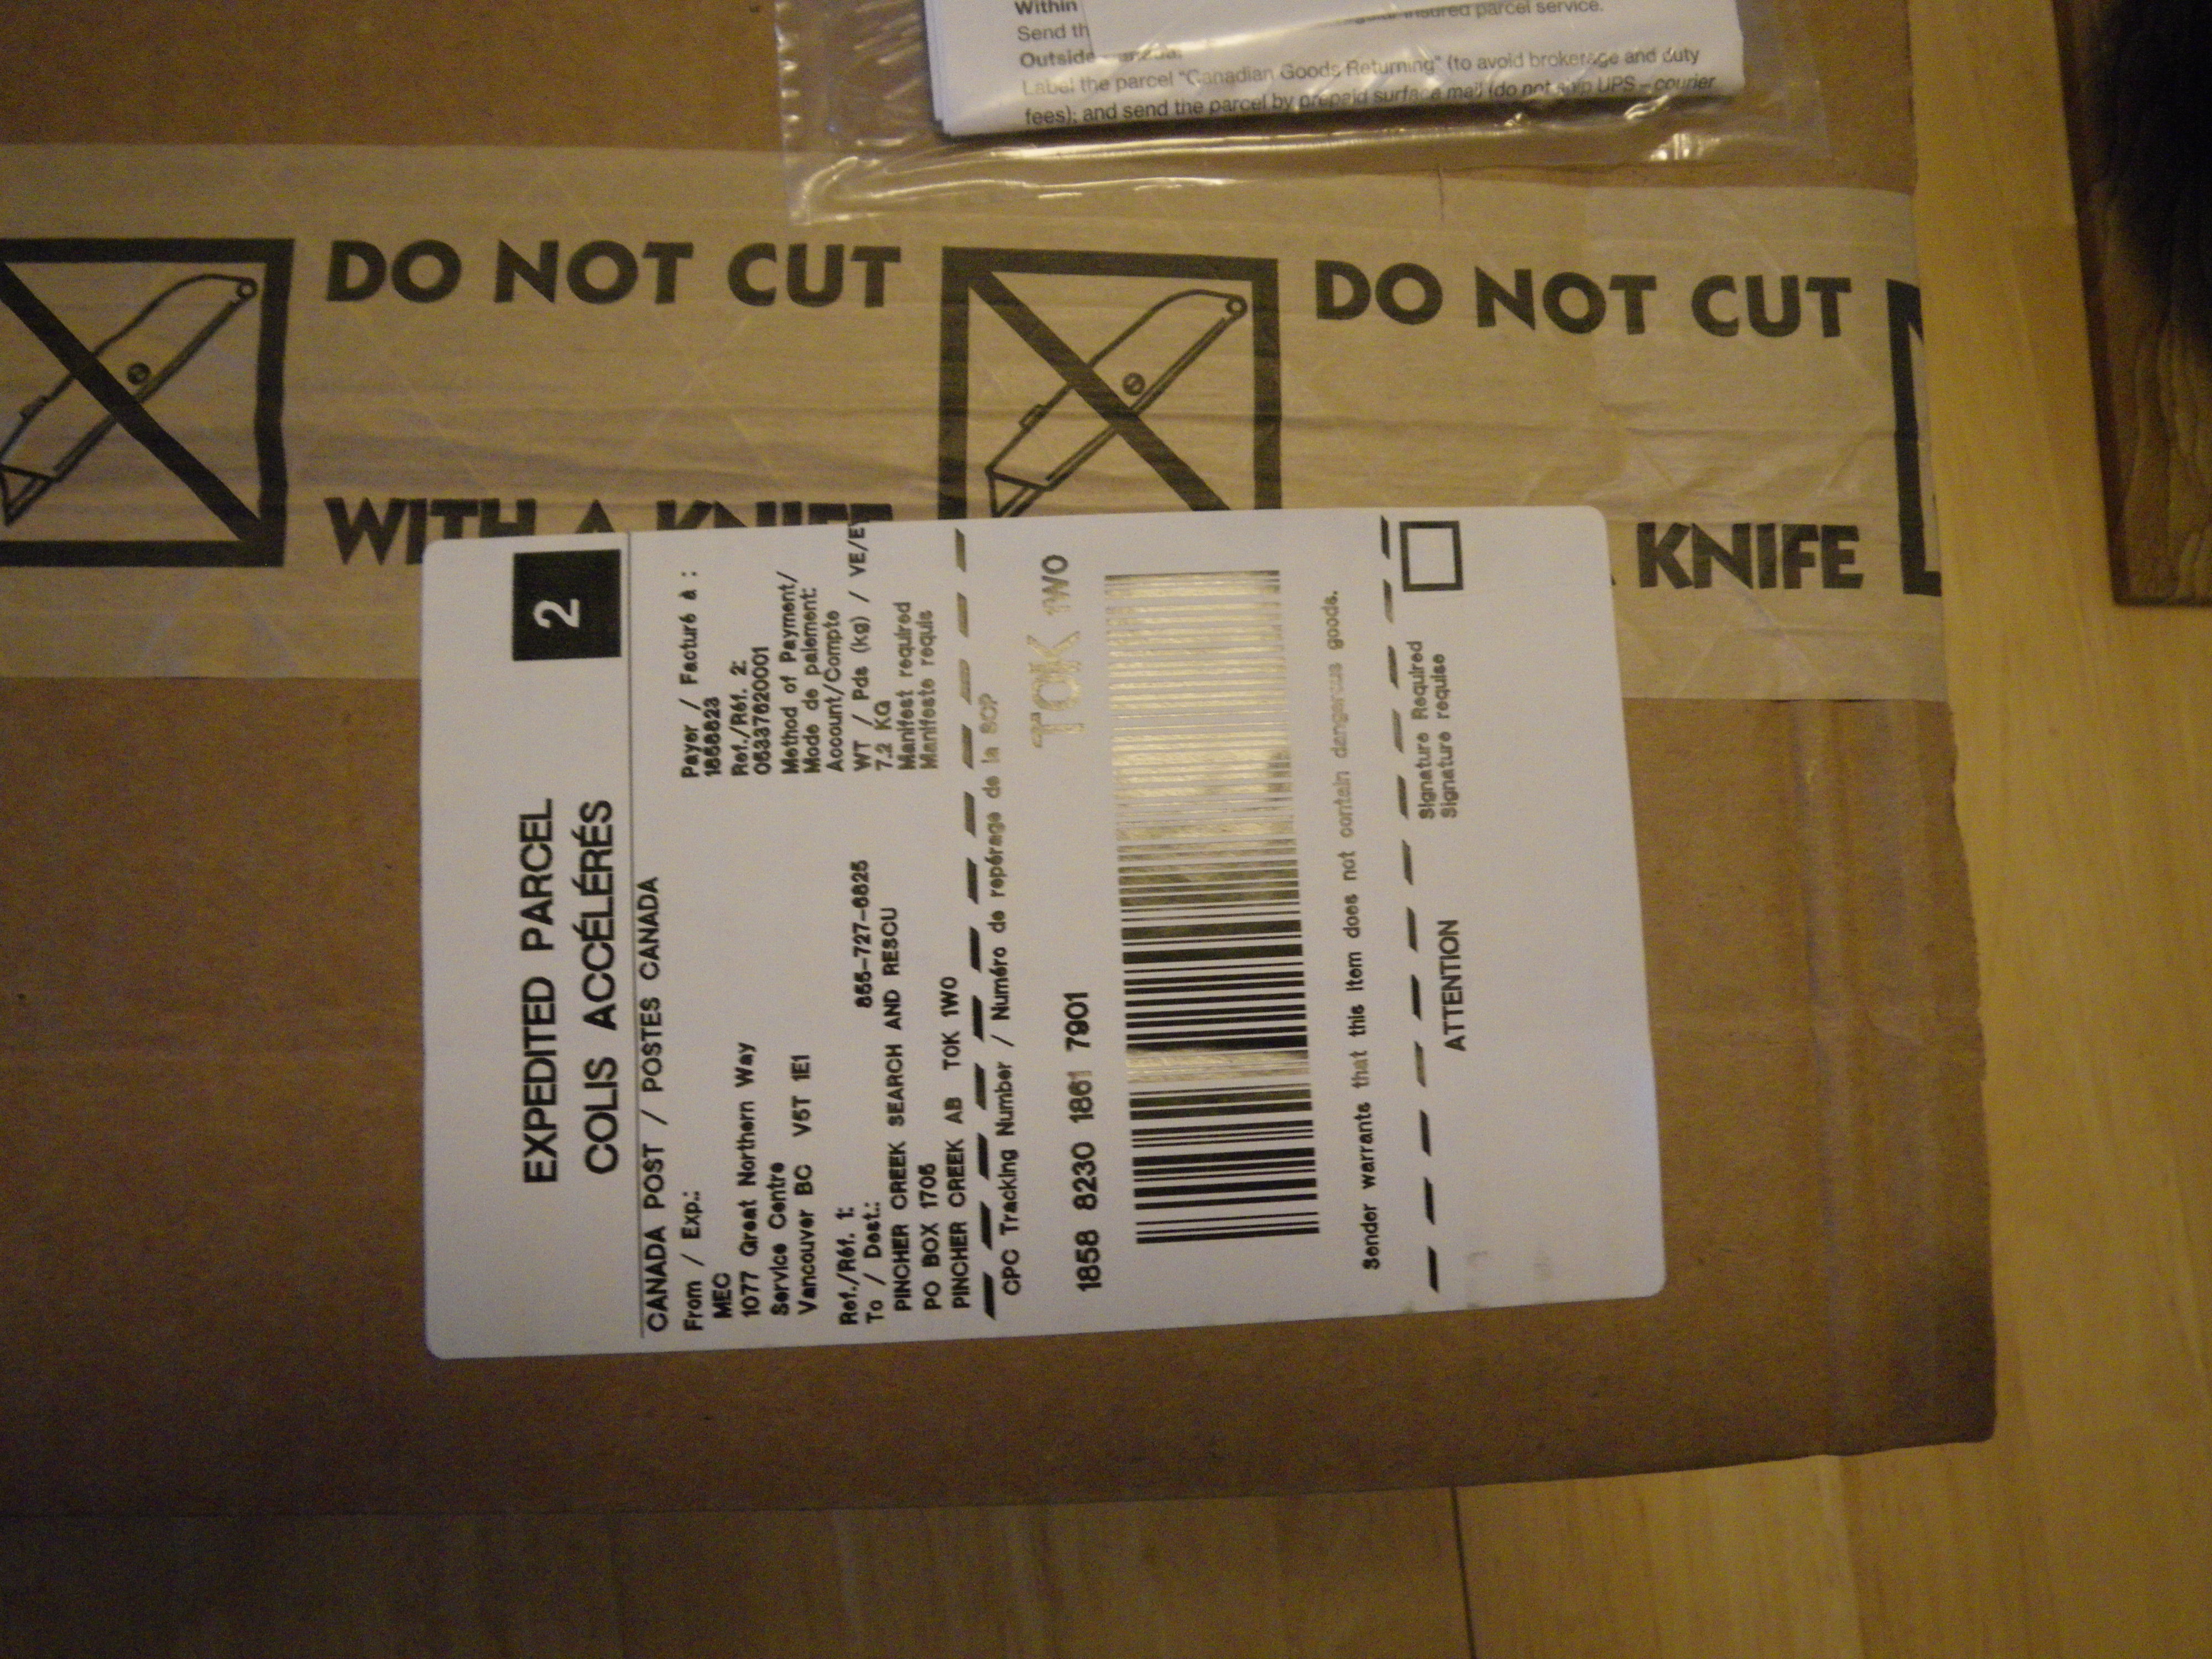 Within
insured parcel service.
Send th
Outside Canada:
Label the parcel "Canadian Goods Returning" (to avoid brokerage and duty
fees); and send the parcel by prepaid surface mail (do not ship UPS - courier
DO NOT CUT
WITH A KNIFE
DO NOT CUT
KNIFE
2
EXPEDITED PARCEL
COLIS ACCÉLÉRÉS
CANADA POST / POSTES CANADA
From / Exp.:
MEC
1077 Great Northern Way
Service Centre
Vancouver BC V5T 1E1
Payer / Facturé à :
Ref./Réf. 2:
Method of Payment/
Mode de paiement:
Account/Compte
WT / Pds (kg) / VE/E
7.2 KG
Manifest required
Manifeste requis
Ref./Réf. 1:
To / Dest.: 855-727-6625
PINCHER CREEK SEARCH AND RESCU
PO BOX 1705
PINCHER CREEK AB T0K 1W0
CPC Tracking Number / Numéro de repérage de la SCP
1858 8230 1861 7901
T0K 1W0
Sender warrants that this item does not contain dangerous goods.
Signature Required
Signature requise
ATTENTION